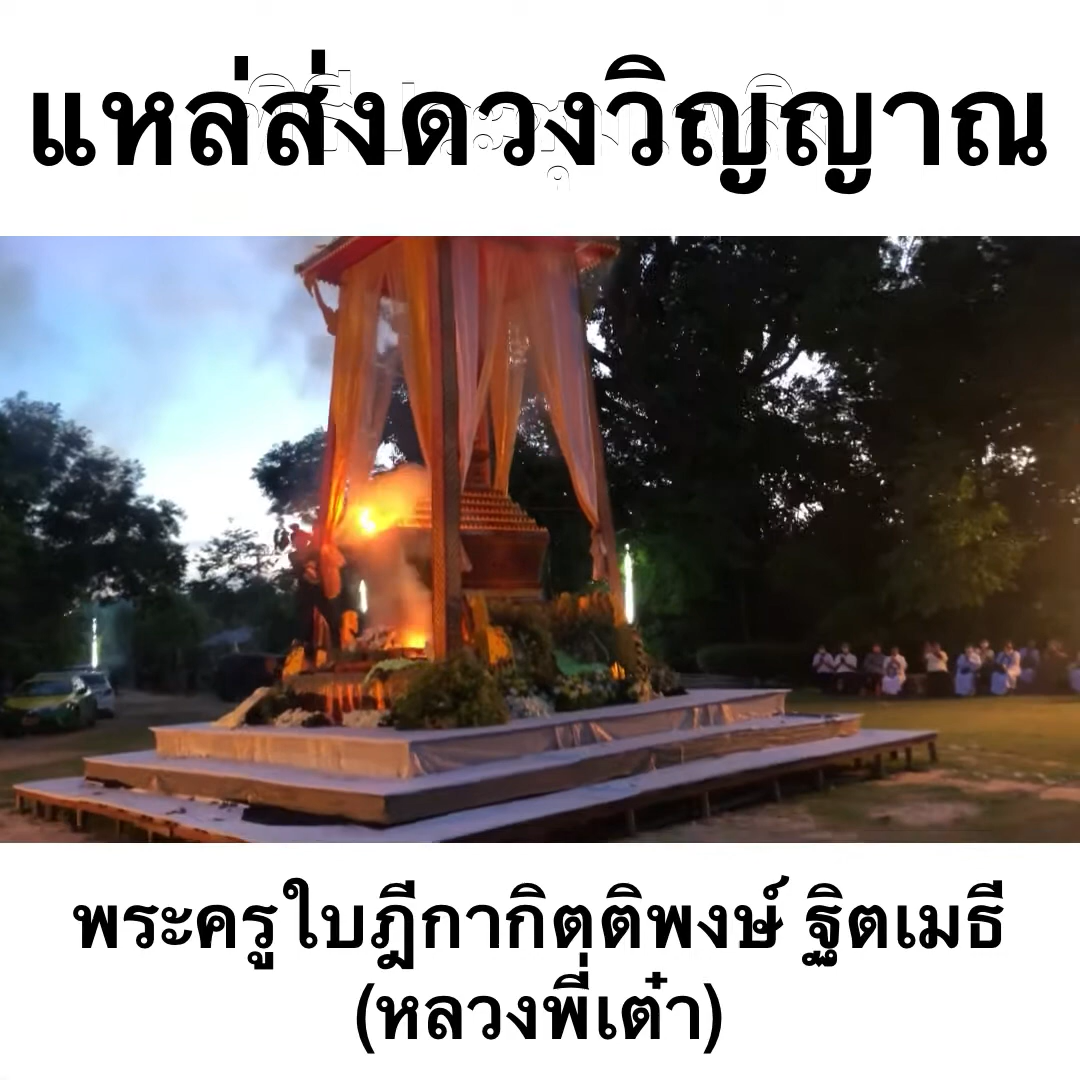 แหล่ส่งดวงวิญญาณ
พระครูใบฎีกากิตติพงษ์ ฐิตเมธี
(หลวงพี่เต๋า)